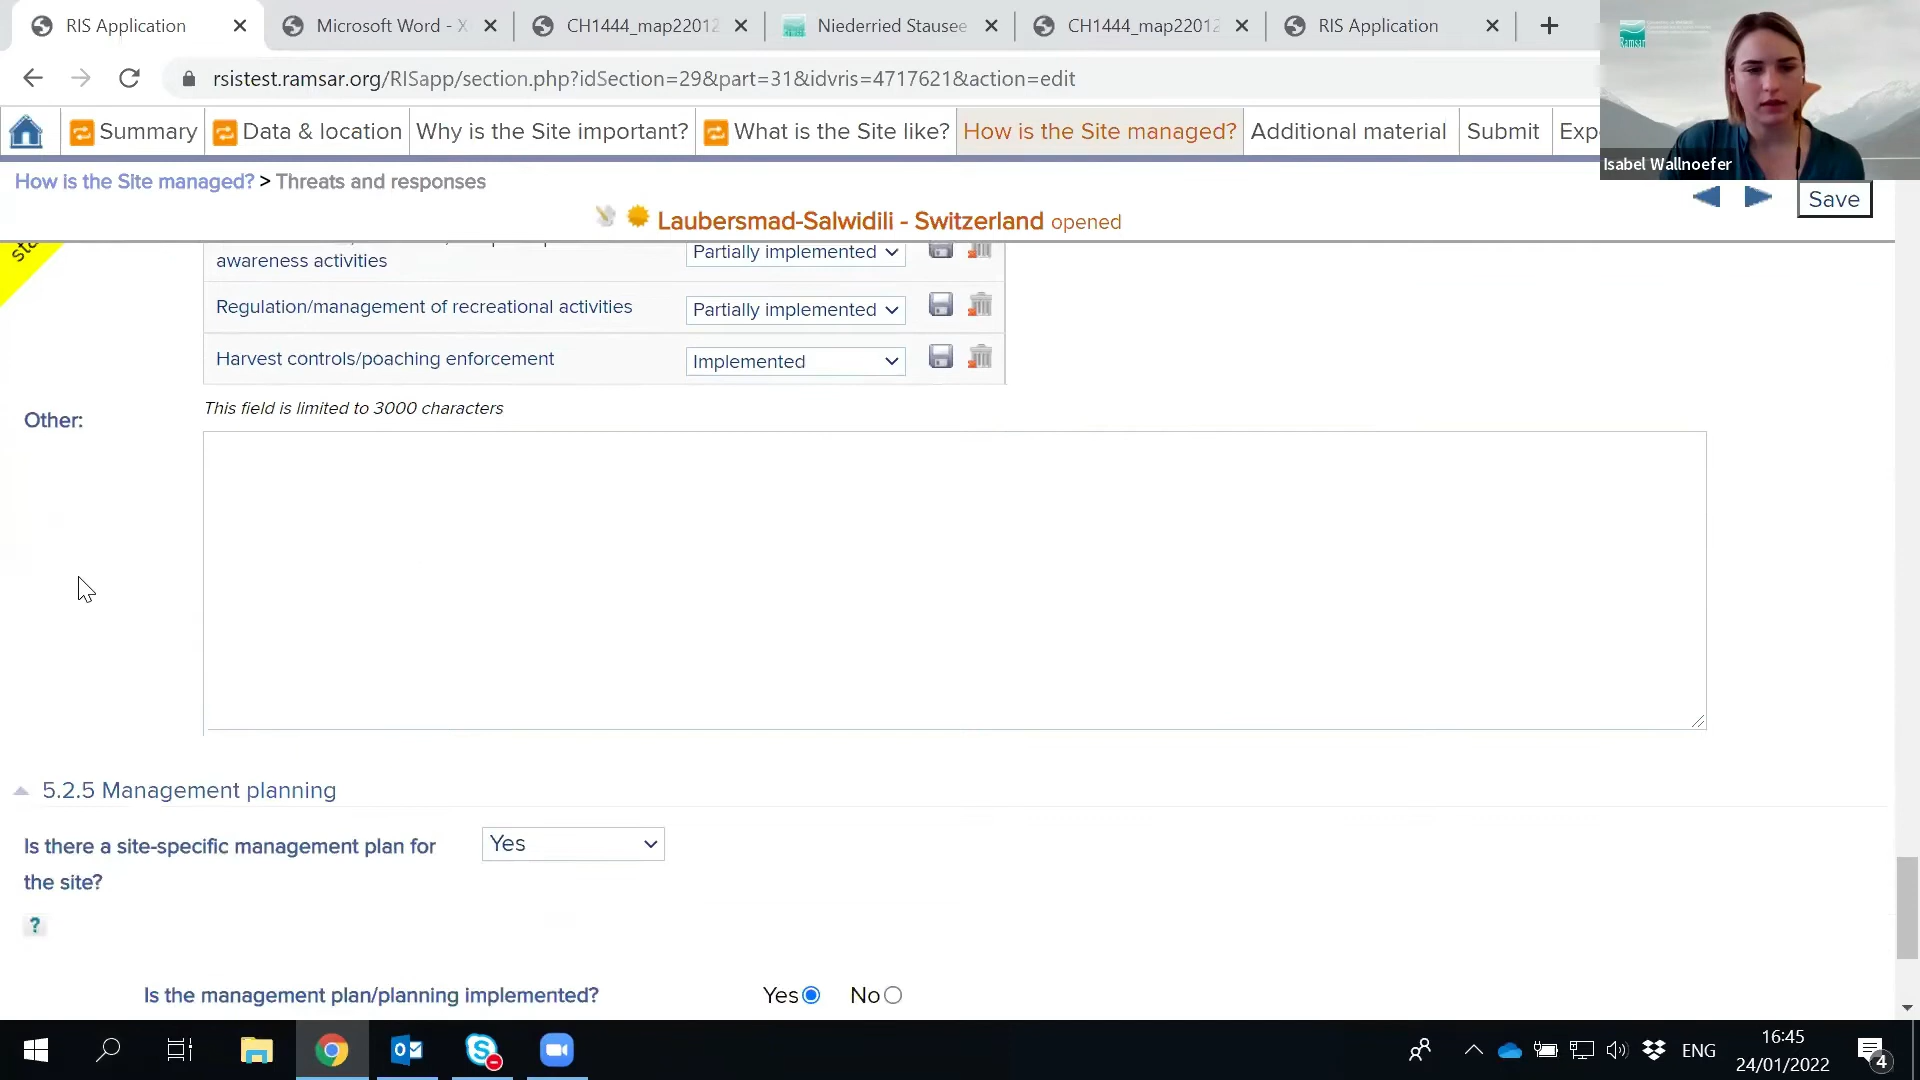 RIS Application
Microsoft Word - X
CH1444_map22012
Niederried Stausee
CH1444_map22012
RIS Application
Ramsar
rsistest.ramsar.org/RISapp/section.php?idSection=29&part=31&idvris=4717621&action=edit
Summary
Data & location
Why is the Site important?
What is the Site like?
How is the Site managed?
Additional material
Submit
Exp
Isabel Wallnoefer
How is the Site managed? > Threats and responses
Save
Laubersmad-Salwidili - Switzerland opened
awareness activities
Partially implemented
Regulation/management of recreational activities
Partially implemented
Harvest controls/poaching enforcement
Implemented
This field is limited to 3000 characters
Other:
5.2.5 Management planning
Is there a site-specific management plan for
the site?
Yes
?
Is the management plan/planning implemented?
Yes
No
ENG
16:45
24/01/2022
4